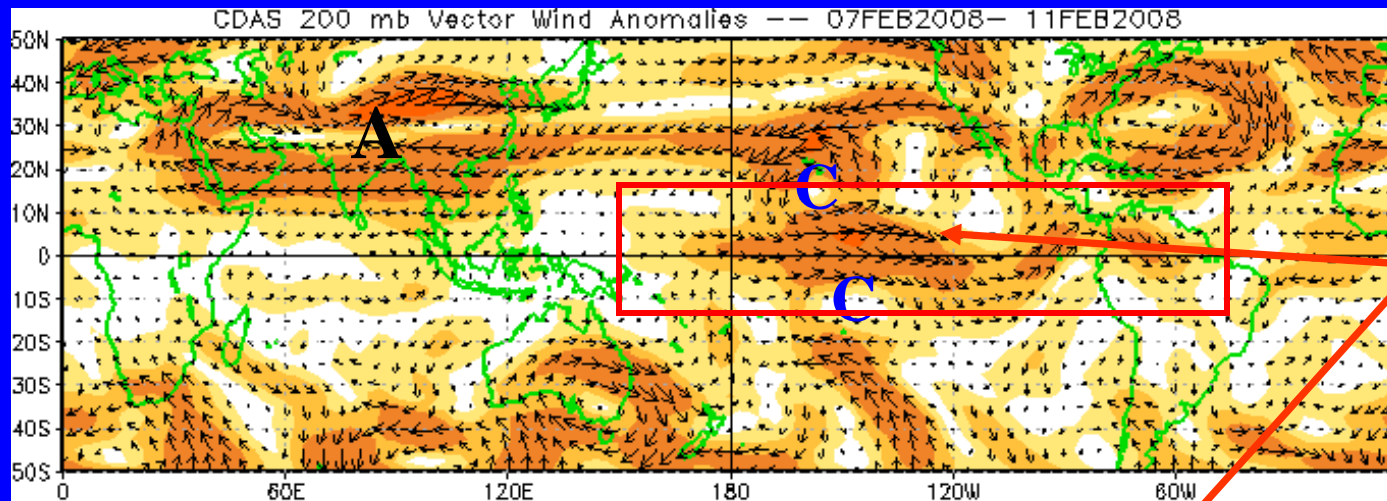 CDAS 200 mb Vector Wind Anomalies -- 07FEB2008- 11FEB2008
50N
40N
30N
20N
10N
0
10S
20S
30S
40S
50S
A
C
C
0 60E 120E 180 120W 60W